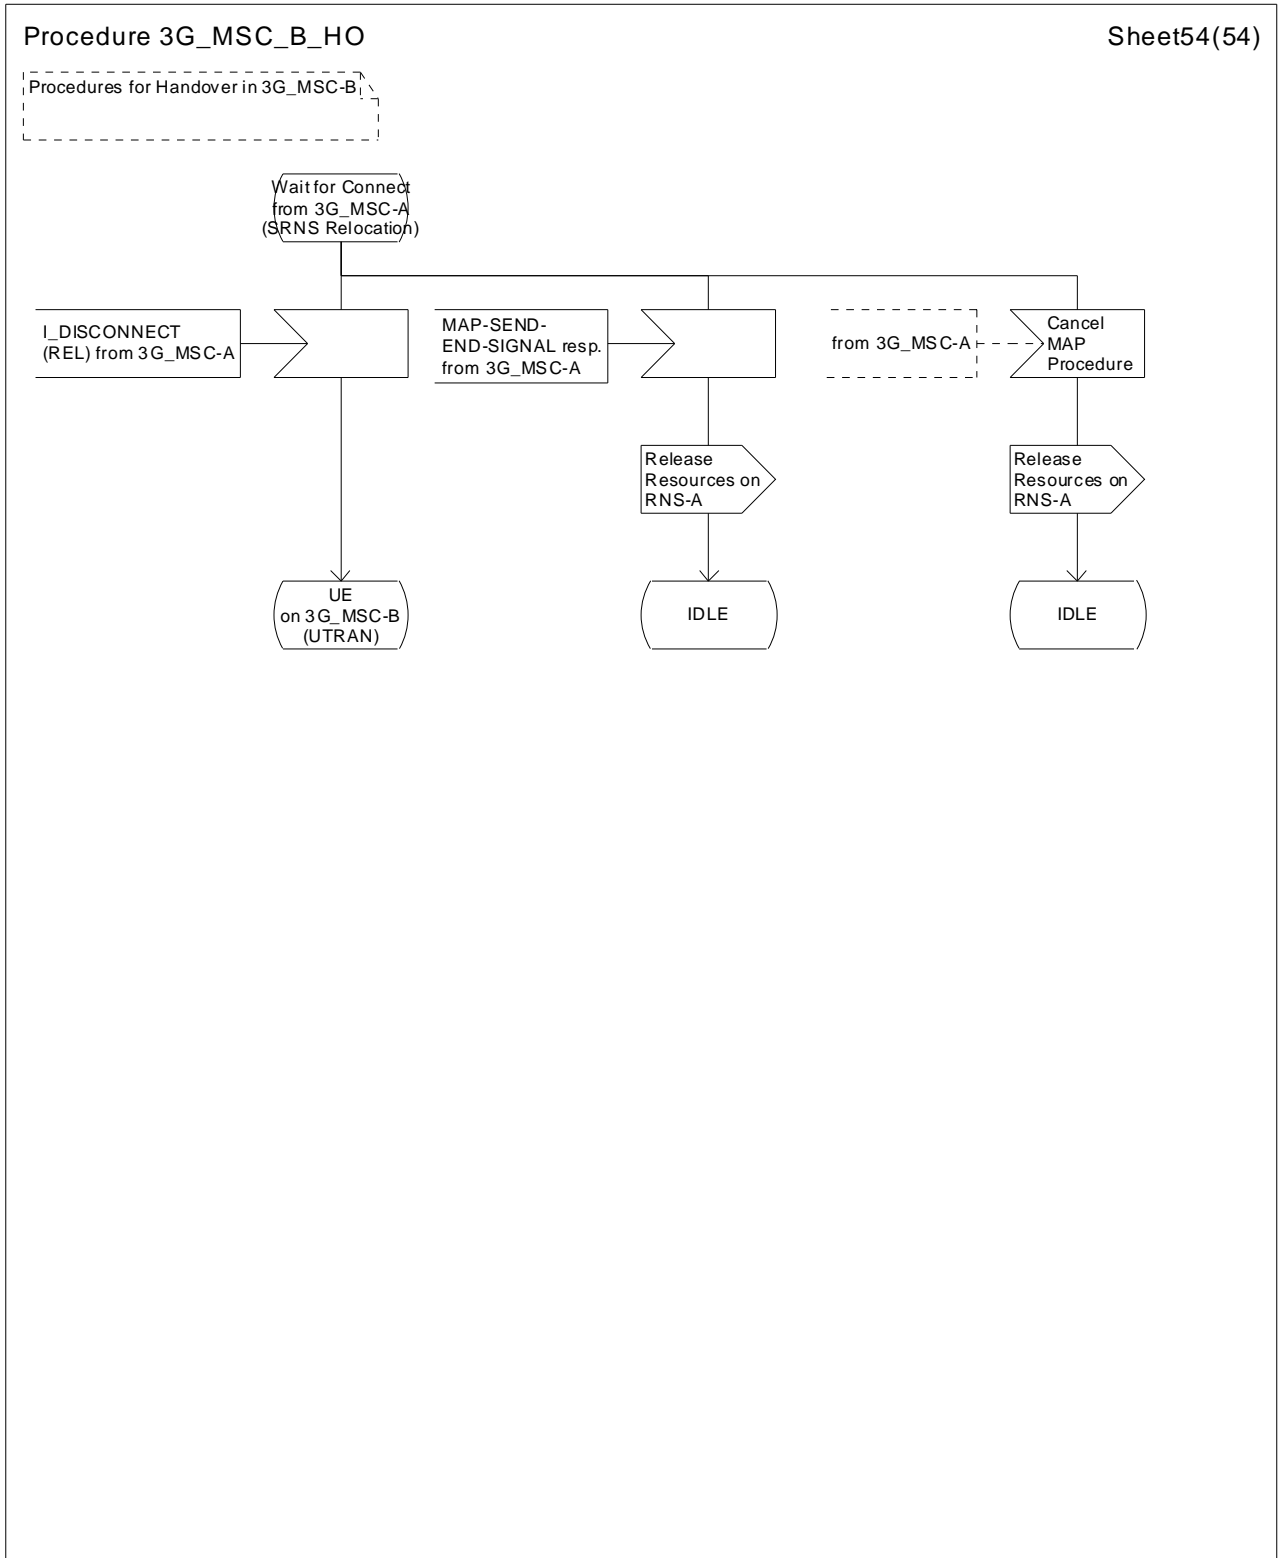 Procedure 3G_MSC_B_HO
Sheet54(54)
Procedures for Handover in 3G_MSC-B
Wait for Connect
from 3G_MSC-A
(SRNS Relocation)
I_DISCONNECT
(REL) from 3G_MSC-A
MAP-SEND-
END-SIGNAL resp.
from 3G_MSC-A
from 3G_MSC-A
Cancel
MAP
Procedure
Release
Resources on
RNS-A
Release
Resources on
RNS-A
UE
on 3G_MSC-B
(UTRAN)
IDLE
IDLE